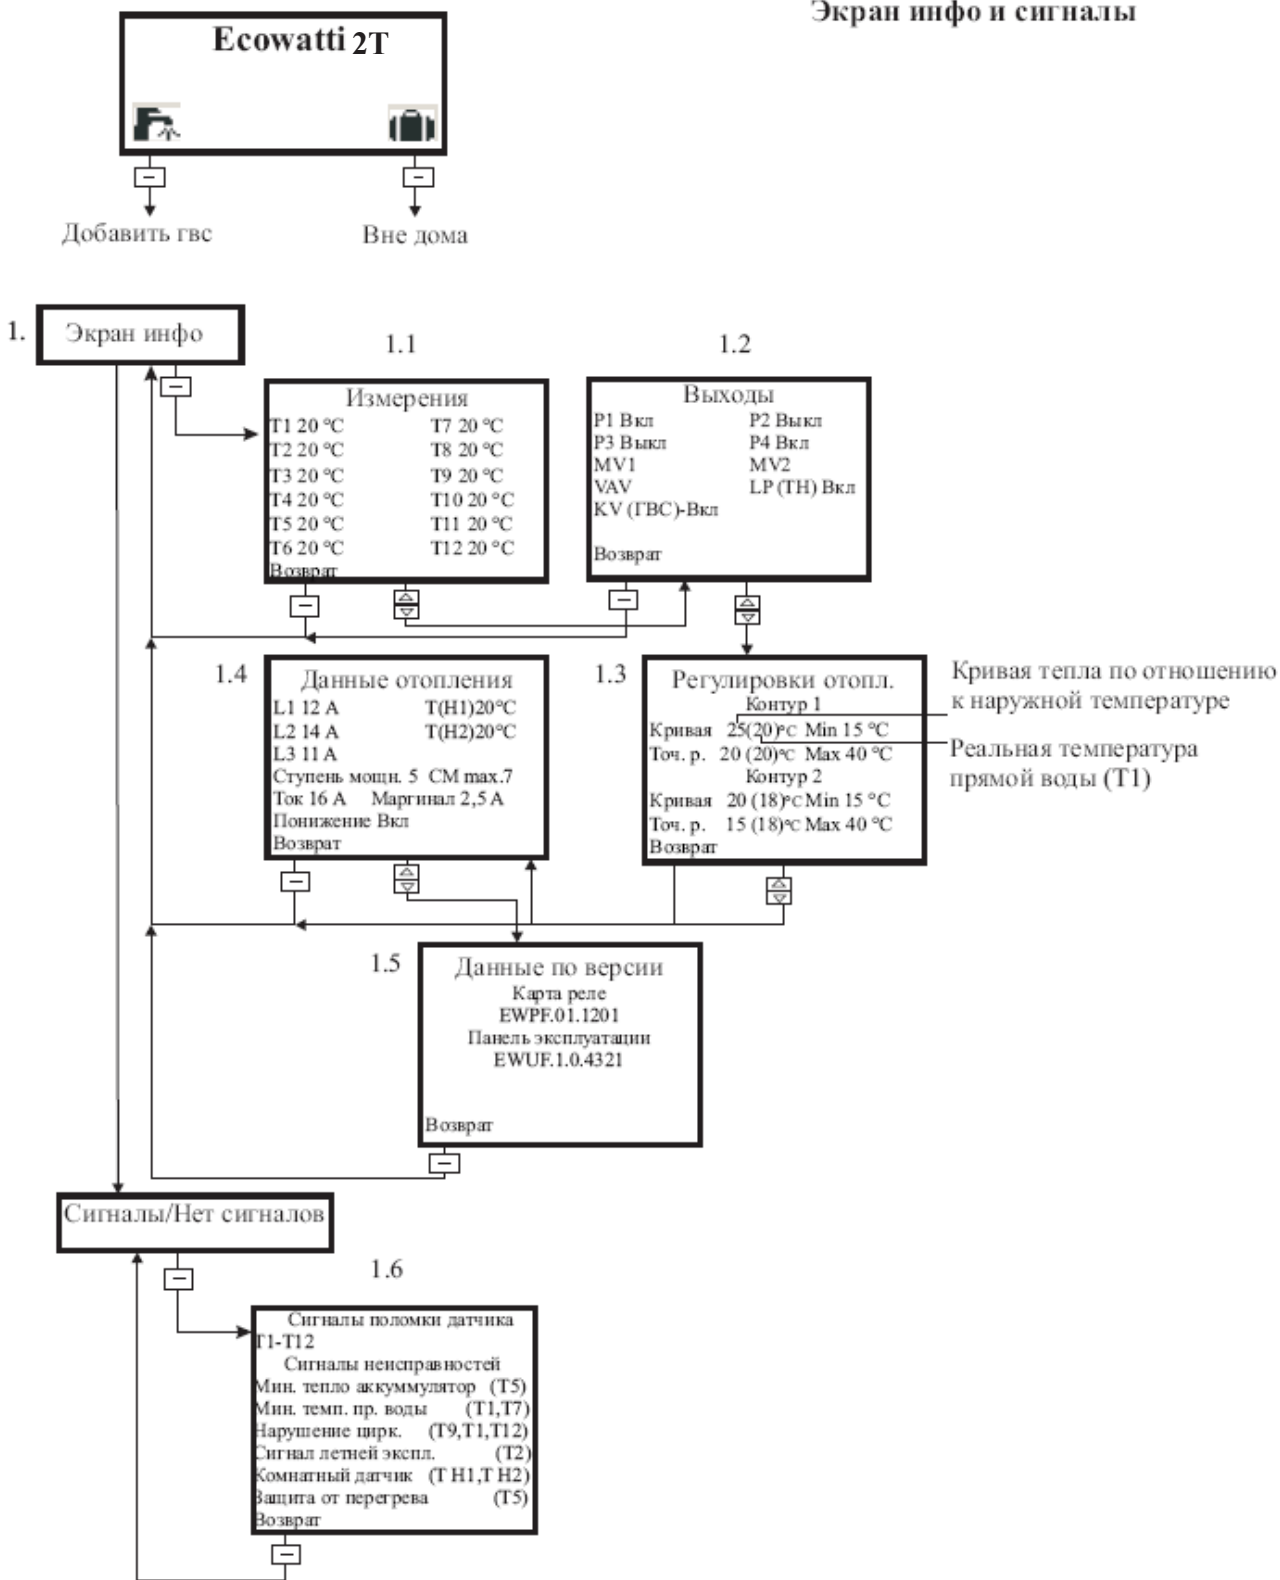 Экран инфо и сигналы
Ecowatti 2T
Добавить гвс
Вне дома
1.
Экран инфо
1.1
Измерения
T1 20 °C T7 20 °C
T2 20 °C T8 20 °C
T3 20 °C T9 20 °C
T4 20 °C T10 20 °C
T5 20 °C T11 20 °C
T6 20 °C T12 20 °C
Возврат
1.2
Выходы
P1 Вкл P2 Выкл
P3 Выкл P4 Вкл
MV1 MV2
VAV LP (TH) Вкл
KV (ГВС)-Вкл
Возврат
1.4
Данные отопления
L1 12 A T(H1)20°C
L2 14 A T(H2)20°C
L3 11 A
Ступень мощн. 5 CM max.7
Ток 16 A Маргинал 2,5 A
Понижение Вкл
Возврат
1.3
Регулировки отопл.
Контур 1
Кривая 25(20)°C Min 15 °C
Точ. р. 20 (20)°C Max 40 °C
Контур 2
Кривая 20 (18)°C Min 15 °C
Точ. р. 15 (18)°C Max 40 °C
Возврат
Кривая тепла по отношению
к наружной температуре
Реальная температура
прямой воды (T1)
1.5
Данные по версии
Карта реле
EWPF.01.1201
Панель эксплуатации
EWUF.1.0.4321
Возврат
Сигналы/Нет сигналов
1.6
Сигналы поломки датчика
T1-T12
Сигналы неисправностей
Мин. тепло аккуммулятор (T5)
Мин. темп. пр. воды (T1,T7)
Нарушение цирк. (T9,T1,T12)
Сигнал летней экспл. (T2)
Комнатный датчик (T H1,T H2)
Защита от перегрева (T5)
Возврат